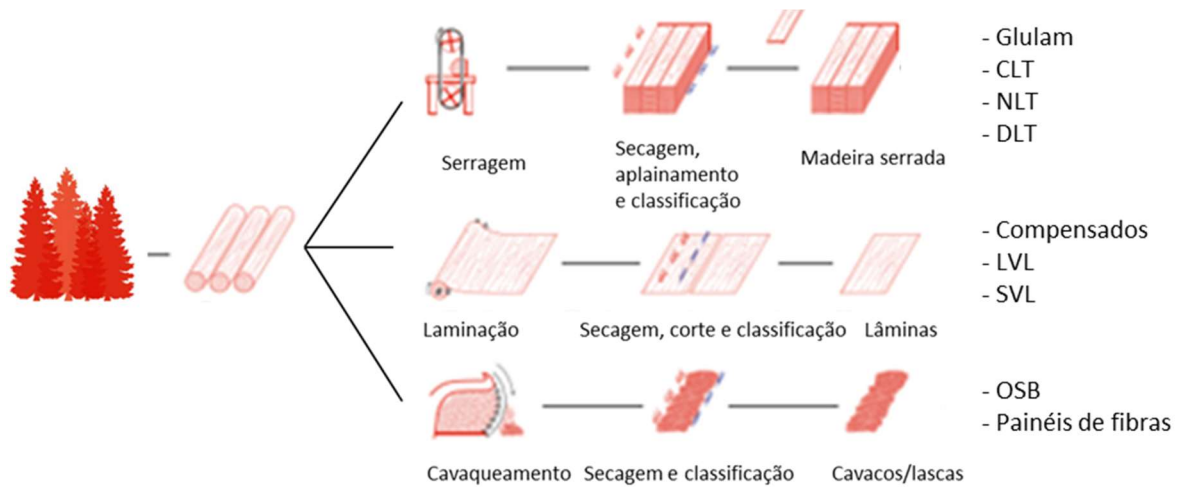 Serragem
Secagem,
aplainamento
e classificação
Madeira serrada
- Glulam
- CLT
- NLT
- DLT
Laminação
Secagem, corte e classificação
Lâminas
- Compensados
- LVL
- SVL
Cavaqueamento
Secagem e classificação
Cavacos/lascas
- OSB
- Painéis de fibras